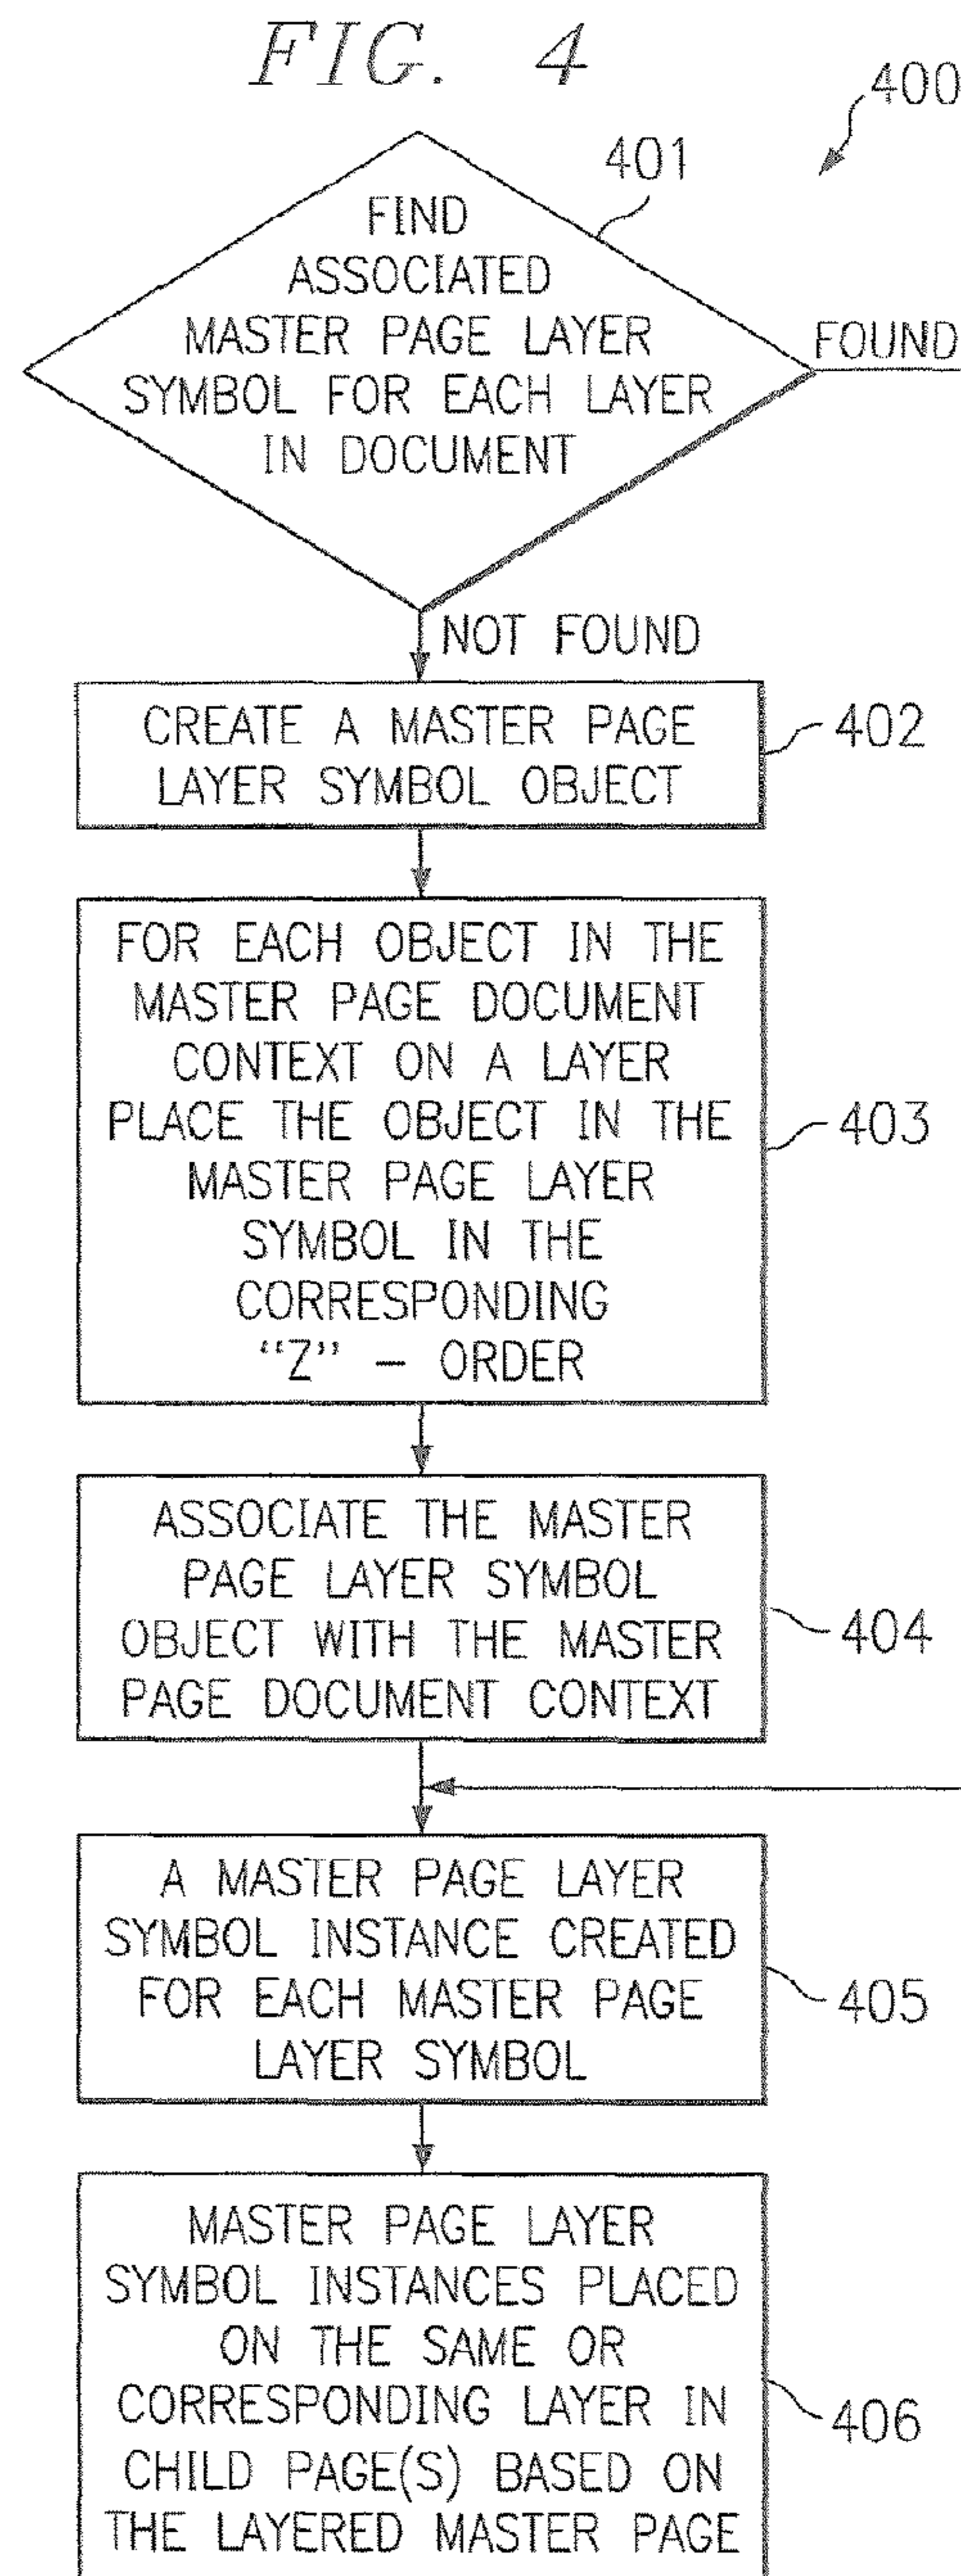 FIG. 4
400
401
FIND
ASSOCIATED
MASTER PAGE LAYER
SYMBOL FOR EACH LAYER
IN DOCUMENT
FOUND
NOT FOUND
CREATE A MASTER PAGE
LAYER SYMBOL OBJECT
402
FOR EACH OBJECT IN THE
MASTER PAGE DOCUMENT
CONTEXT ON A LAYER
PLACE THE OBJECT IN THE
MASTER PAGE LAYER
SYMBOL IN THE
CORRESPONDING
“Z” – ORDER
403
ASSOCIATE THE MASTER
PAGE LAYER SYMBOL
OBJECT WITH THE MASTER
PAGE DOCUMENT CONTEXT
404
A MASTER PAGE LAYER
SYMBOL INSTANCE CREATED
FOR EACH MASTER PAGE
LAYER SYMBOL
405
MASTER PAGE LAYER
SYMBOL INSTANCES PLACED
ON THE SAME OR
CORRESPONDING LAYER IN
CHILD PAGE(S) BASED ON
THE LAYERED MASTER PAGE
406